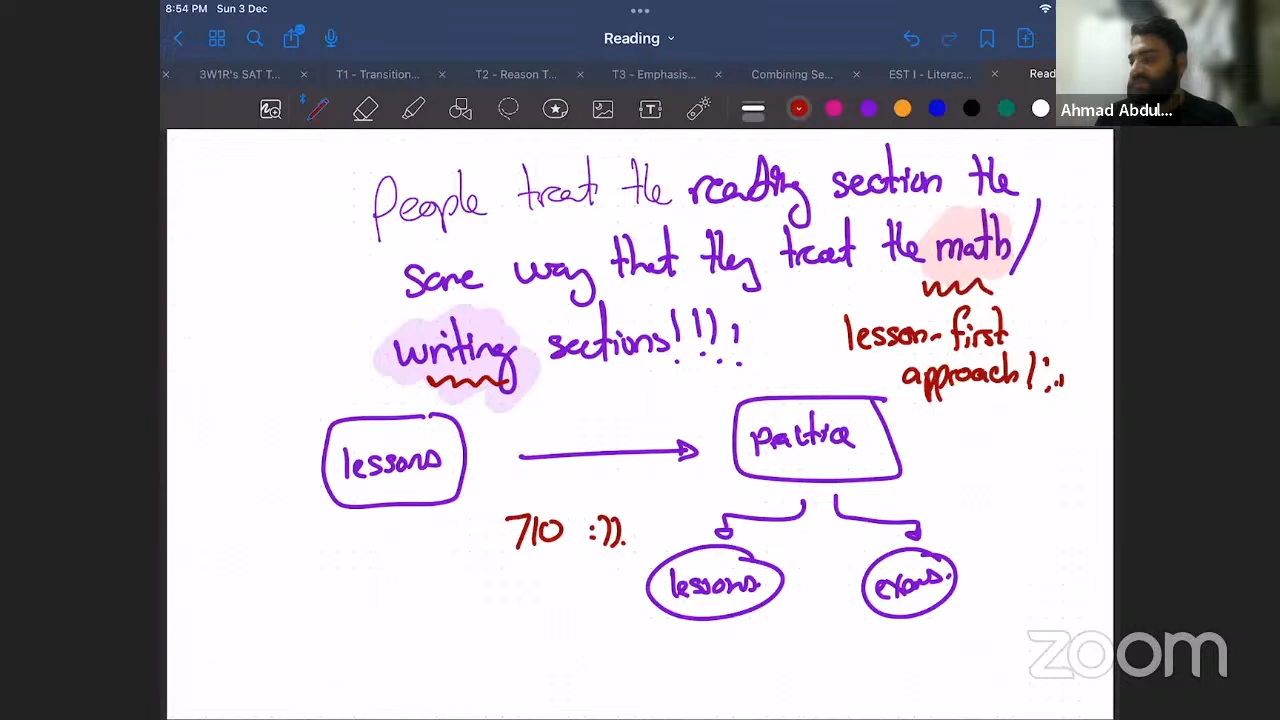 8:54 PM Sun 3 Dec
Reading
3W1R's SAT T...
T1 - Transition...
T2 - Reason T...
T3 - Emphasis...
Combining Se...
EST I - Literac...
Read
Ahmad Abdul...
People treat the reading section the
same way that they treat the math/
writing sections!!!!
lesson-first
approach! :..
lessons
practice
710 :)).
lessons
exams.
zoom